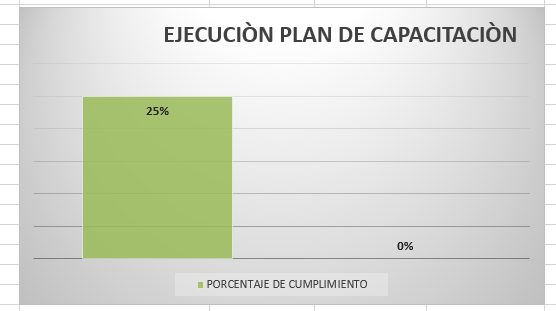 EJECUCIÒN PLAN DE CAPACITACIÒN
25%
0%
PORCENTAJE DE CUMPLIMIENTO